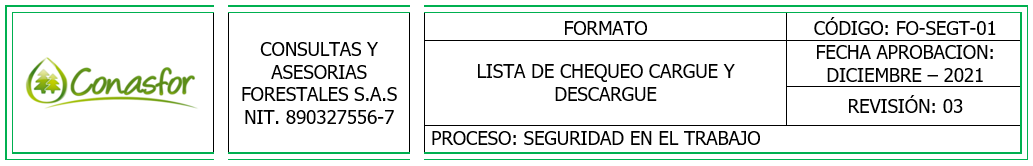 Conasfor
CONSULTAS Y
ASESORIAS
FORESTALES S.A.S
NIT. 890327556-7
FORMATO
LISTA DE CHEQUEO CARGUE Y
DESCARGUE
CÓDIGO: FO-SEGT-01
FECHA APROBACION:
DICIEMBRE – 2021
REVISIÓN: 03
PROCESO: SEGURIDAD EN EL TRABAJO